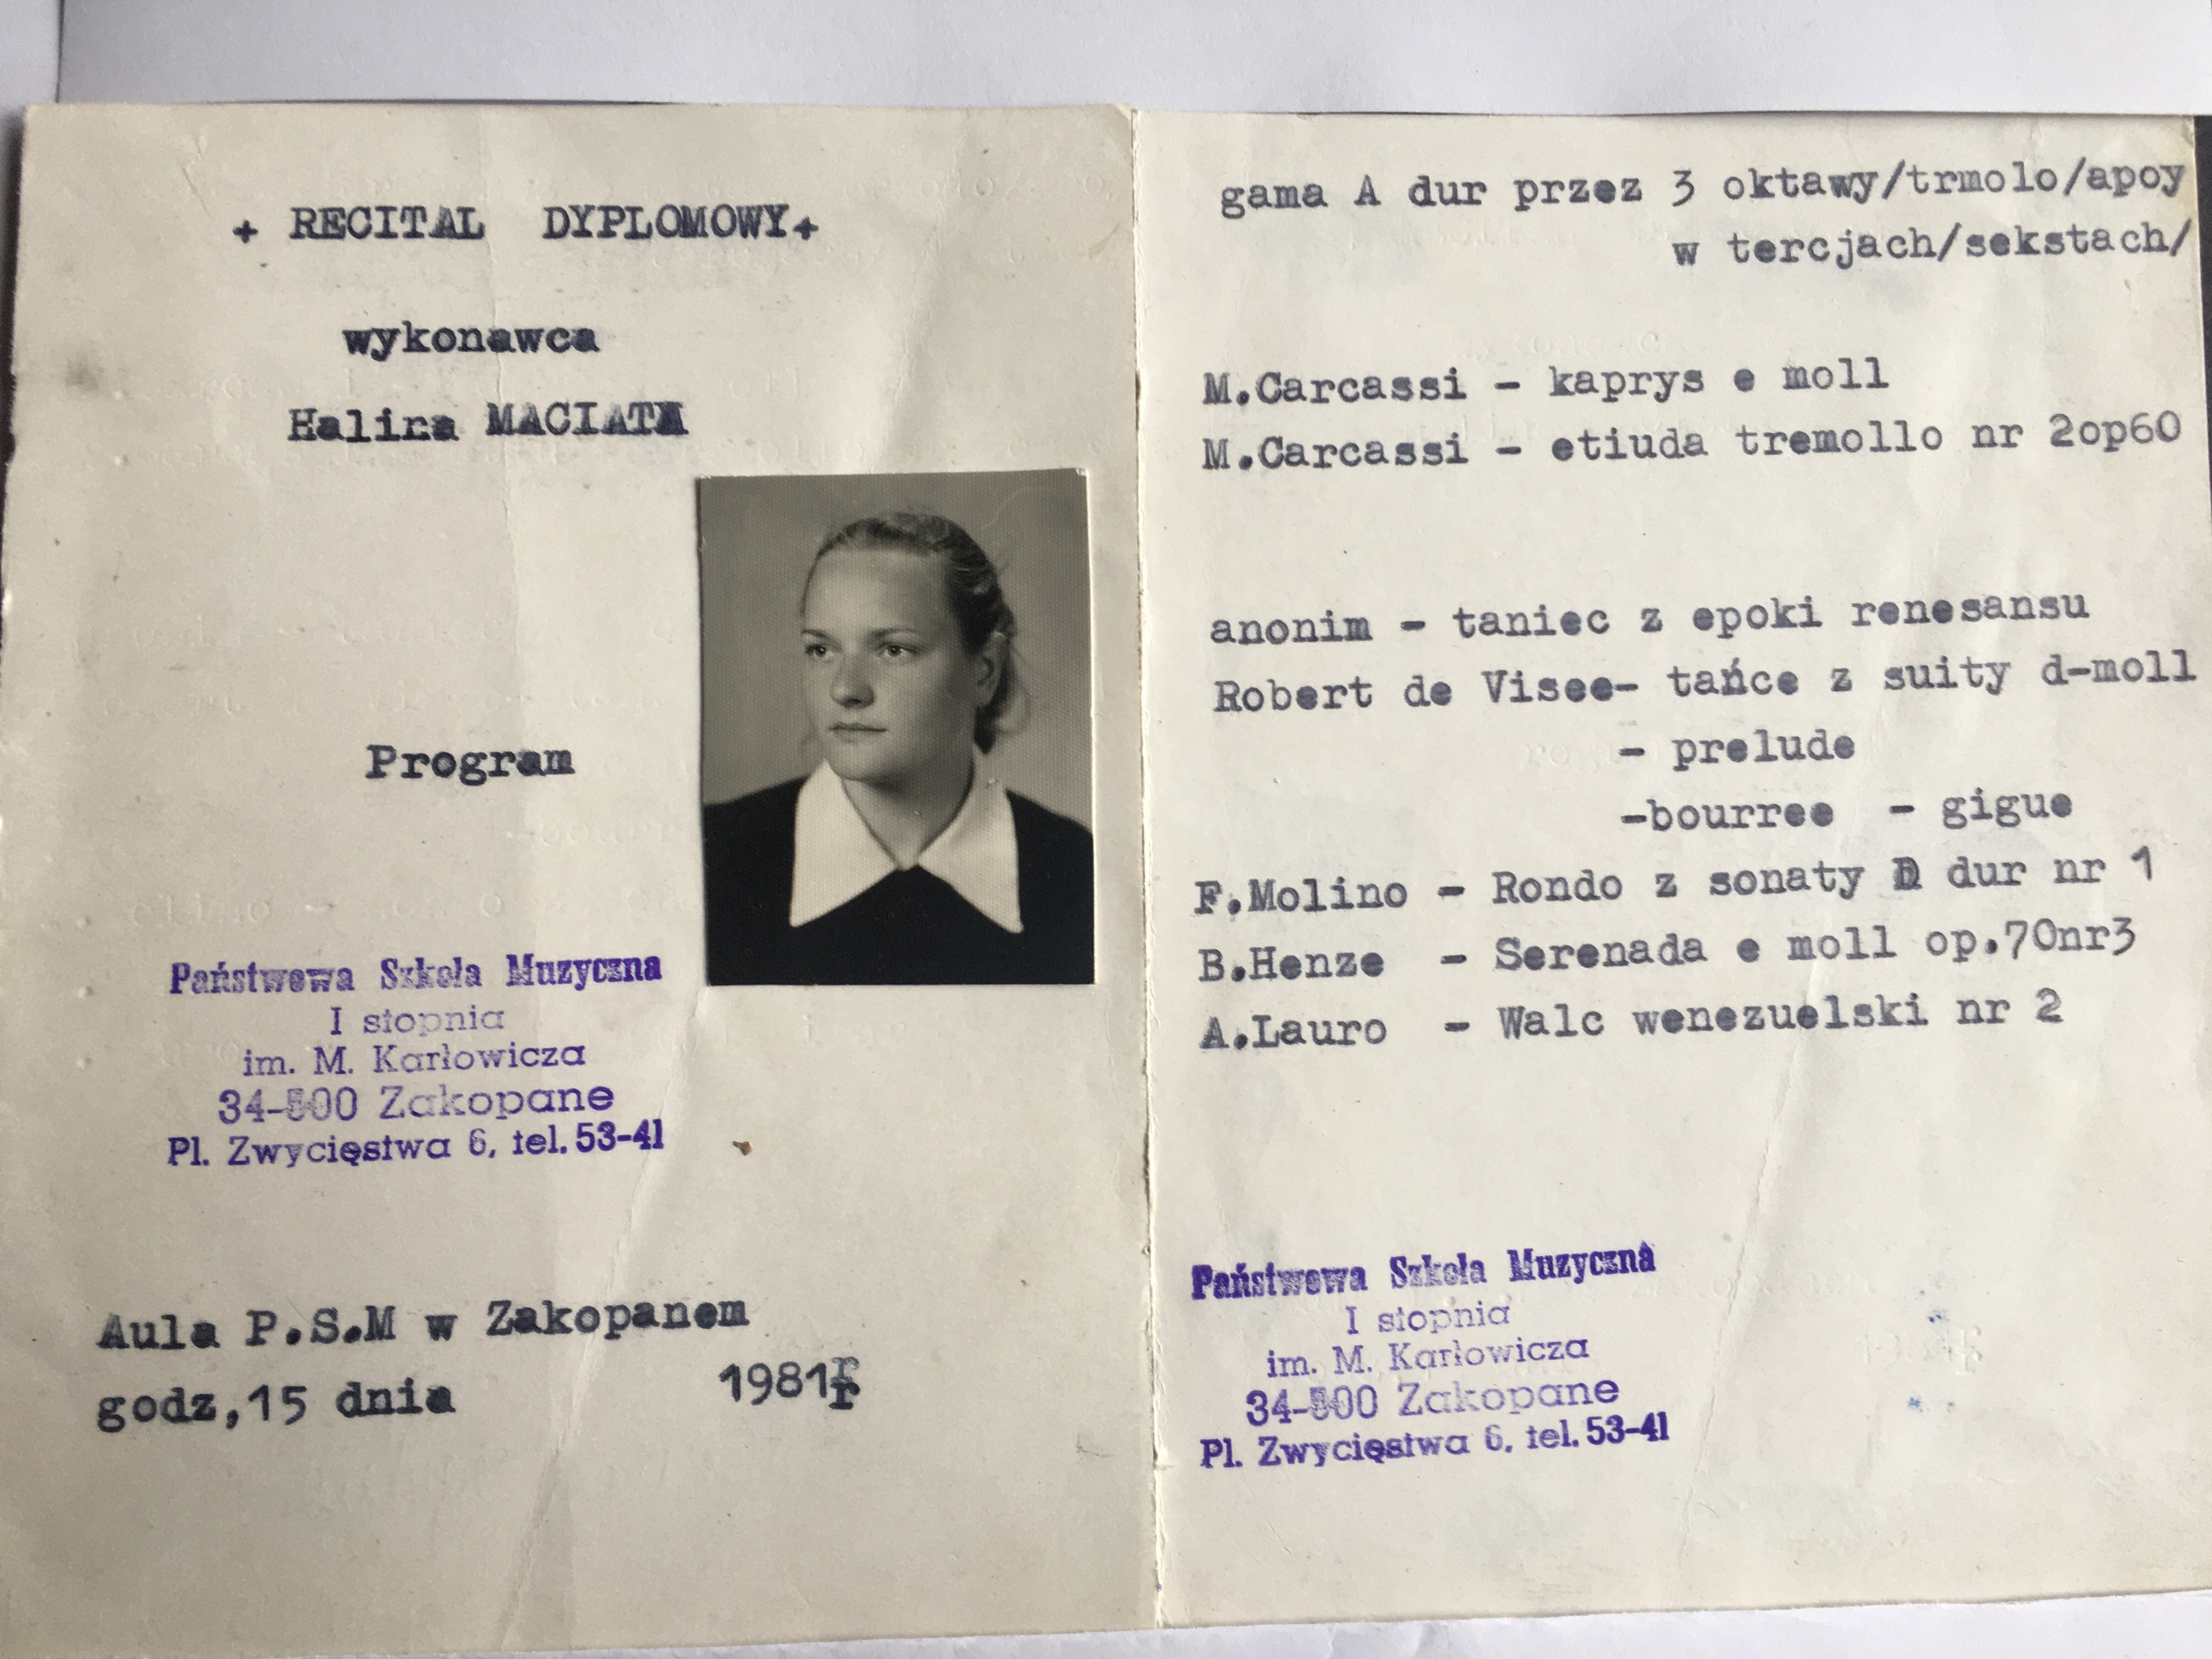 + RECITAL DYPLOMOWY+
wykonawca
Halina MACIATA
Program
Państwowa Szkoła Muzyczna
I stopnia
im. M. Karłowicza
34-500 Zakopane
Pl. Zwycięstwa 6, tel. 53-41
Aula P.S.M w Zakopanem
godz,15 dnia 1981r
gama A dur przez 3 oktawy/trmolo/apoy
w tercjach/sekstach/
M.Carcassi - kaprys e moll
M.Carcassi - etiuda tremollo nr 2op60
anonim - taniec z epoki renesansu
Robert de Visee- tańce z suity d-moll
- prelude
-bourree - gigue
F.Molino - Rondo z sonaty D dur nr 1
B.Henze - Serenada e moll op.70nr3
A.Lauro - Walc wenezuelski nr 2
Państwowa Szkoła Muzyczna
I stopnia
im. M. Karłowicza
34-500 Zakopane
Pl. Zwycięstwa 6, tel. 53-41